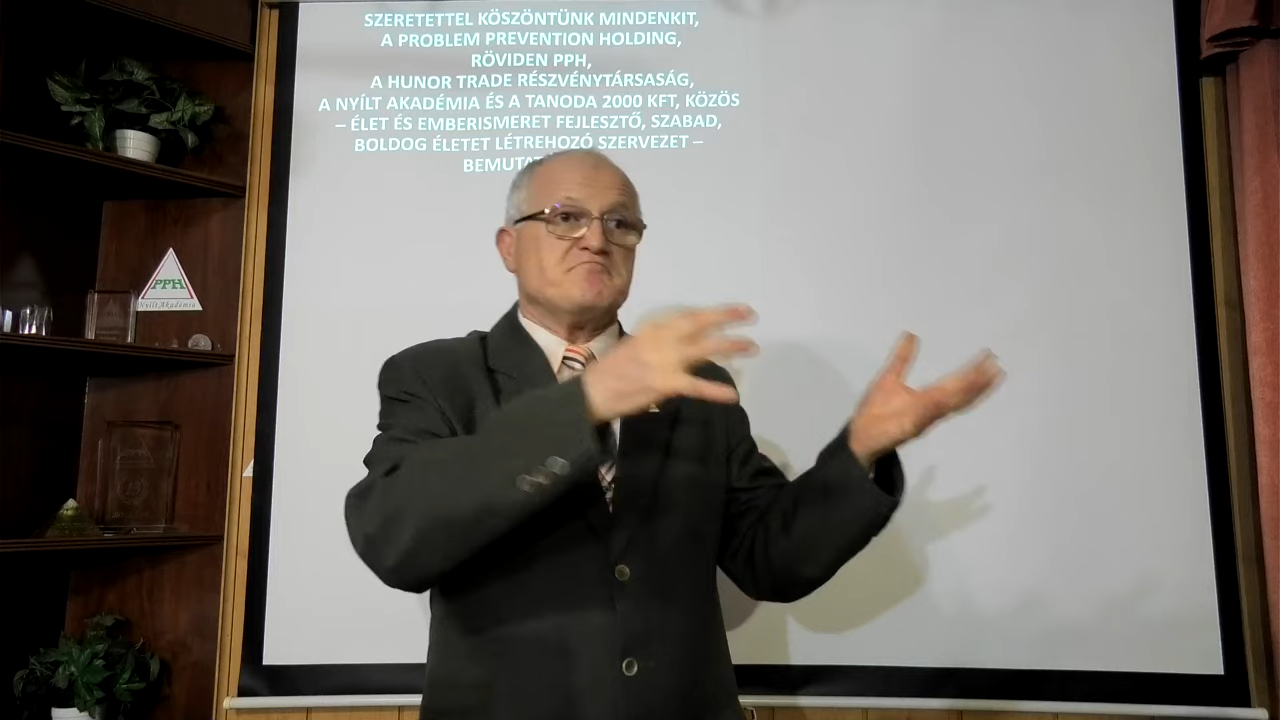 SZERETETTEL KÖSZÖNTÜNK MINDENKIT,
A PROBLEM PREVENTION HOLDING,
RÖVIDEN PPH,
A HUNOR TRADE RÉSZVÉNYTÁRSASÁG,
A NYÍLT AKADÉMIA ÉS A TANODA 2000 KFT, KÖZÖS
– ÉLET ÉS EMBERISMERET FEJLESZTŐ, SZABAD,
BOLDOG ÉLETET LÉTREHOZÓ SZERVEZET –
PPH
Nyílt Akadémia